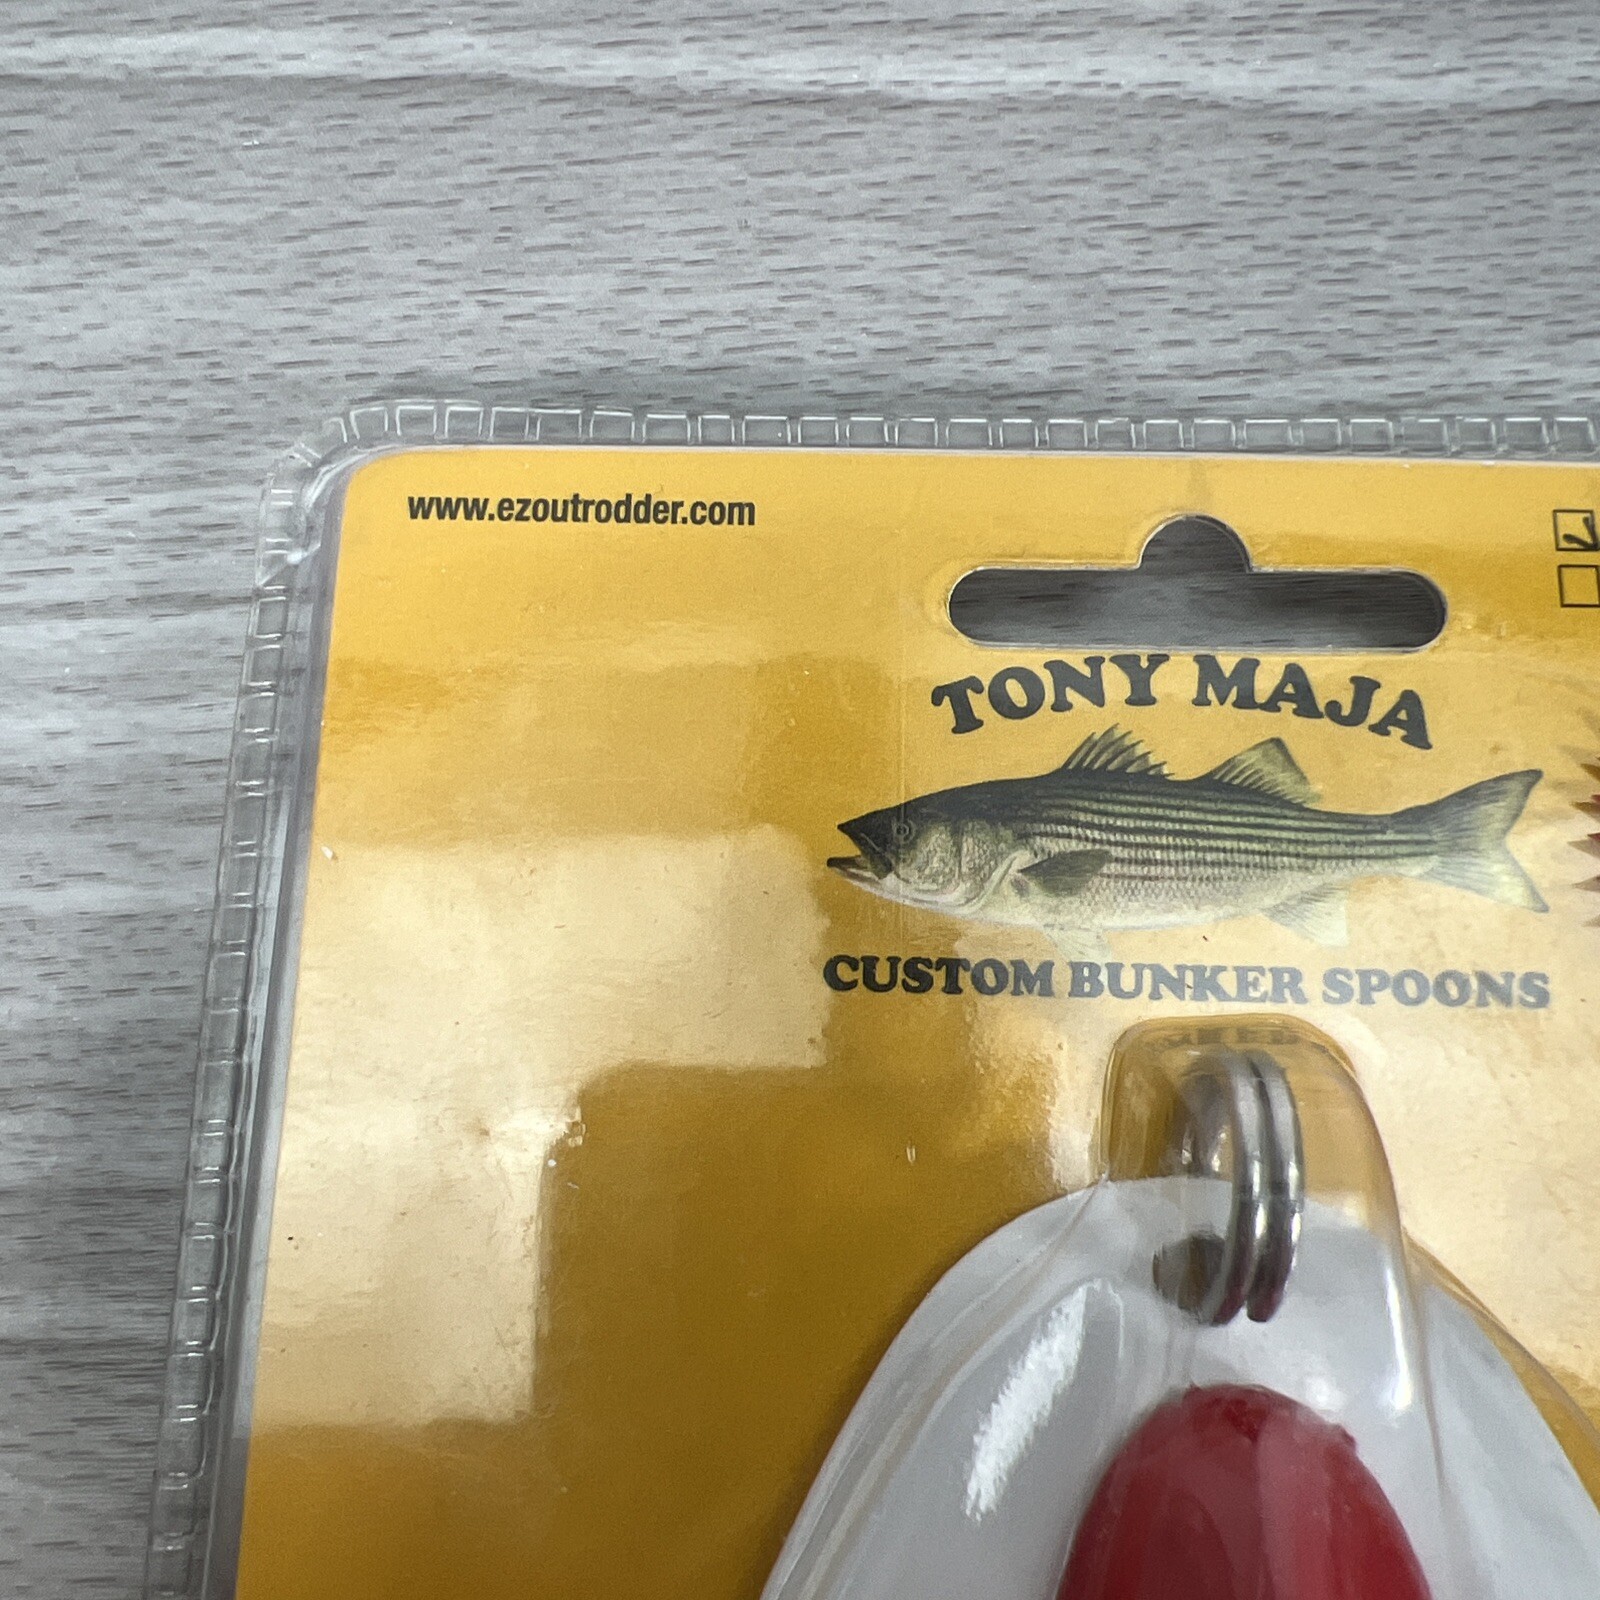 www.ezoutrodder.com
TONY MAJA
CUSTOM BUNKER SPOONS